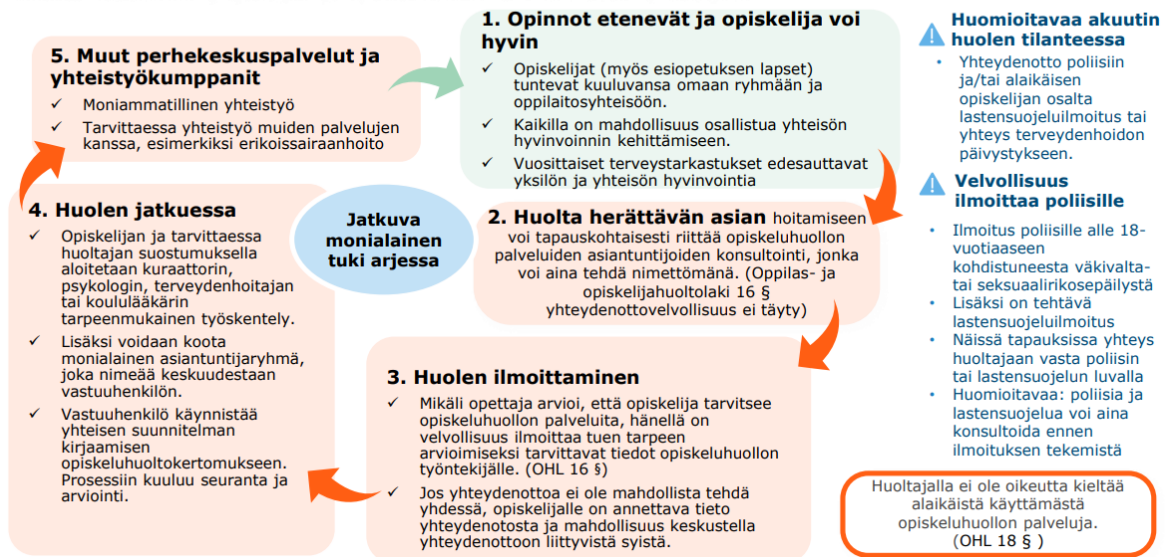 1. Opinnot etenevät ja opiskelija voi
hyvin
✓ Opiskelijat (myös esiopetuksen lapset)
tuntevat kuuluvansa omaan ryhmään ja
oppilaitosyhteisöön.
✓ Kaikilla on mahdollisuus osallistua yhteisön
hyvinvoinnin kehittämiseen.
✓ Vuosittaiset terveystarkastukset edesauttavat
yksilön ja yhteisön hyvinvointia
2. Huolta herättävän asian hoitamiseen
voi tapauskohtaisesti riittää opiskeluhuollon
palveluiden asiantuntijoiden konsultointi, jonka
voi aina tehdä nimettömänä. (Oppilas- ja
opiskelijahuoltolaki 16 §
yhteydenottovelvollisuus ei täyty)
3. Huolen ilmoittaminen
✓ Mikäli opettaja arvioi, että opiskelija tarvitsee
opiskeluhuollon palveluita, hänellä on
velvollisuus ilmoittaa tuen tarpeen
arvioimiseksi tarvittavat tiedot opiskeluhuollon
työntekijälle. (OHL 16 §)
✓ Jos yhteydenottoa ei ole mahdollista tehdä
yhdessä, opiskelijalle on annettava tieto
yhteydenotosta ja mahdollisuus keskustella
yhteydenottoon liittyvistä syistä.
4. Huolen jatkuessa
✓ Opiskelijan ja tarvittaessa
huoltajan suostumuksella
aloitetaan kuraattorin,
psykologin, terveydenhoitajan
tai koululääkärin
tarpeenmukainen työskentely.
✓ Lisäksi voidaan koota
monialainen asiantuntijaryhmä,
joka nimeää keskuudestaan
vastuuhenkilön.
✓ Vastuuhenkilö käynnistää
yhteisen suunnitelman
kirjaamisen
opiskeluhuoltokertomukseen.
Prosessiin kuuluu seuranta ja
arviointi.
5. Muut perhekeskuspalvelut ja
yhteistyökumppanit
✓ Moniammatillinen yhteistyö
✓ Tarvittaessa yhteistyö muiden palvelujen
kanssa, esimerkiksi erikoissairaanhoito
Jatkuva
monialainen
tuki arjessa
Huomioitavaa akuutin
huolen tilanteessa
• Yhteydenotto poliisiin
ja/tai alaikäisen
opiskelijan osalta
lastensuojeluilmoitus tai
yhteys terveydenhoidon
päivystykseen.
Velvollisuus
ilmoittaa poliisille
• Ilmoitus poliisille alle 18-
vuotiaaseen
kohdistuneesta väkivalta-
tai seksuaalirikosepäilystä
• Lisäksi on tehtävä
lastensuojeluilmoitus
• Näissä tapauksissa yhteys
huoltajaan vasta poliisin
tai lastensuojelun luvalla
• Huomioitavaa: poliisia ja
lastensuojelua voi aina
konsultoida ennen
ilmoituksen tekemistä
Huoltajalla ei ole oikeutta kieltää
alaikäistä käyttämästä
opiskeluhuollon palveluja.
(OHL 18 § )